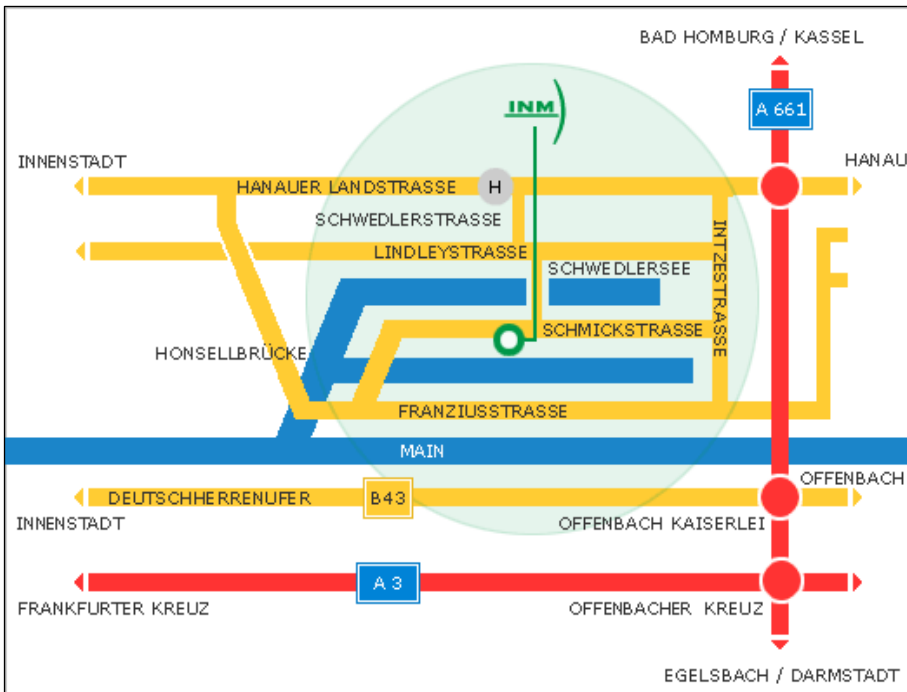 BAD HOMBURG / KASSEL
A 661
INM
INNENSTADT
HANAU
HANAUER LANDSTRASSE
H
SCHWEDLERSTRASSE
LINDLEYSTRASSE
INTZESTRASSE
SCHWEDLERSEE
SCHMICKSTRASSE
HONSELLBRÜCKE
FRANZIUSSTRASSE
MAIN
OFFENBACH
DEUTSCHHERRENUFER
B43
INNENSTADT
OFFENBACH KAISERLEI
A 3
FRANKFURTER KREUZ
OFFENBACHER KREUZ
EGELSBACH / DARMSTADT